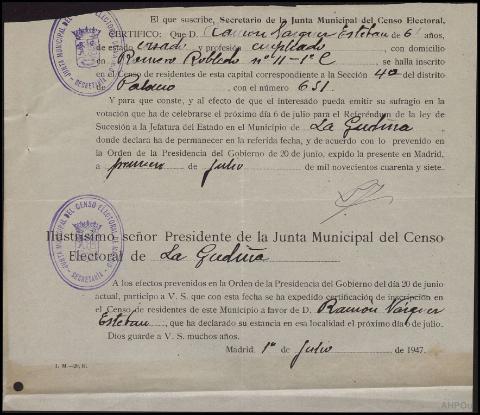 El que suscribe, Secretario de la Junta Municipal del Censo Electoral,
CERTIFICO: Que D. Ramon Vázquez Esteban de 6 años,
de estado casado y profesión empleado, con domicilio
en Romero Robledo nº 11-1º C, se halla inscrito
en el Censo de residentes de esta capital correspondiente a la Sección 40 del distrito
de Palacio, con el número 651.
Y para que conste, y al efecto de que el interesado pueda emitir su sufragio en la
votación que ha de celebrarse el próximo día 6 de julio para el Referéndum de la ley de
Sucesión a la Jefatura del Estado en el Municipio de La Gudiña
donde declara ha de permanecer en la referida fecha, y de acuerdo con lo prevenido en
la Orden de la Presidencia del Gobierno de 20 de junio, expido la presente en Madrid,
a primero de Julio de mil novecientos cuarenta y siete.
JUNTA MUNICIPAL DEL CENSO ELECTORAL
SECRETARIA
Ilustrísimo señor Presidente de la Junta Municipal del Censo
Electoral de La Gudiña
A los efectos prevenidos en la Orden de la Presidencia del Gobierno del día 20 de junio
actual, participo a V. S. que con esta fecha se ha expedido certificación de inscripción en
el Censo de residentes de este Municipio a favor de D. Ramon Vázquez
Esteban, que ha declarado su estancia en esa localidad el próximo día 6 de julio.
Dios guarde a V. S. muchos años.
Madrid, 1º de Julio de 1947.
I. M.-29, H.
AHPOu